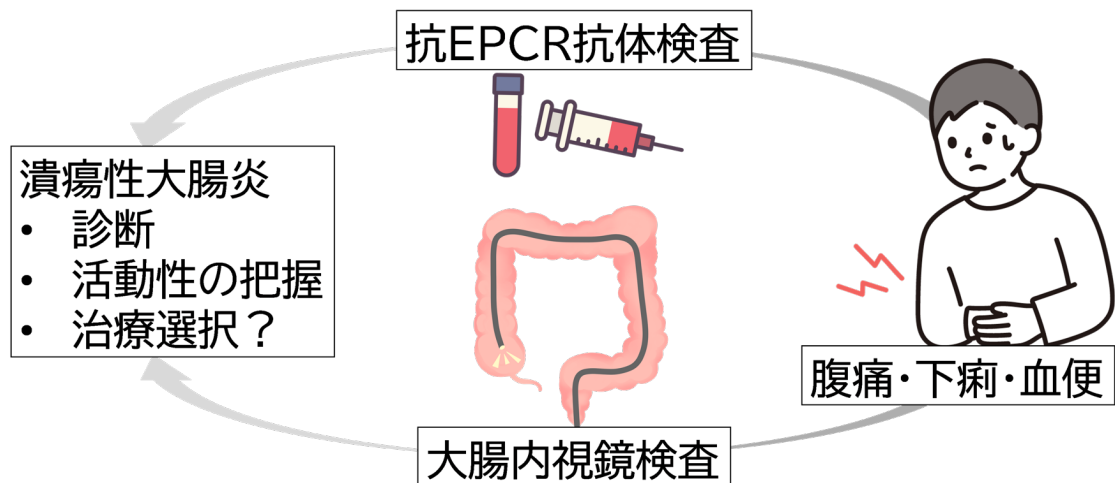 抗EPCR抗体検査
潰瘍性大腸炎
• 診断
• 活動性の把握
• 治療選択？
腹痛・下痢・血便
大腸内視鏡検査